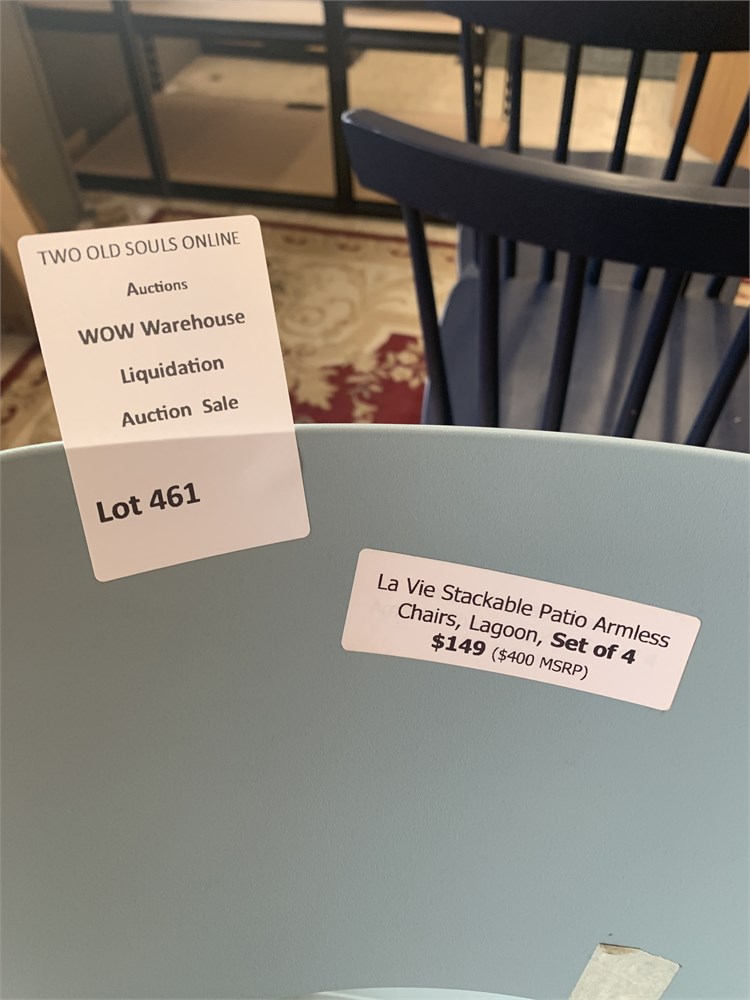 TWO OLD SOULS ONLINE
Auctions
WOW Warehouse
Liquidation
Auction Sale
Lot 461
La Vie Stackable Patio Armless
Chairs, Lagoon, Set of 4
$149 ($400 MSRP)